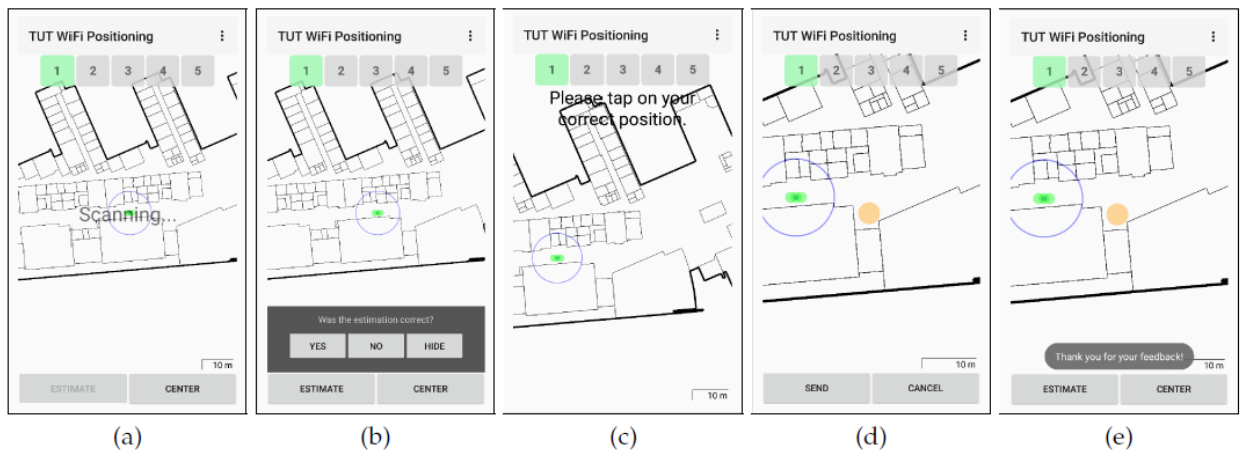 TUT WiFi Positioning
1 2 3 4 5
Scanning...
10 m
ESTIMATE CENTER
(a)
TUT WiFi Positioning
1 2 3 4 5
Was the estimation correct?
YES NO HIDE
10 m
ESTIMATE CENTER
(b)
TUT WiFi Positioning
1 2 3 4 5
Please tap on your
correct position.
10 m
(c)
TUT WiFi Positioning
1 2 3 4 5
10 m
SEND CANCEL
(d)
TUT WiFi Positioning
1 2 3 4 5
Thank you for your feedback!
10 m
ESTIMATE CENTER
(e)